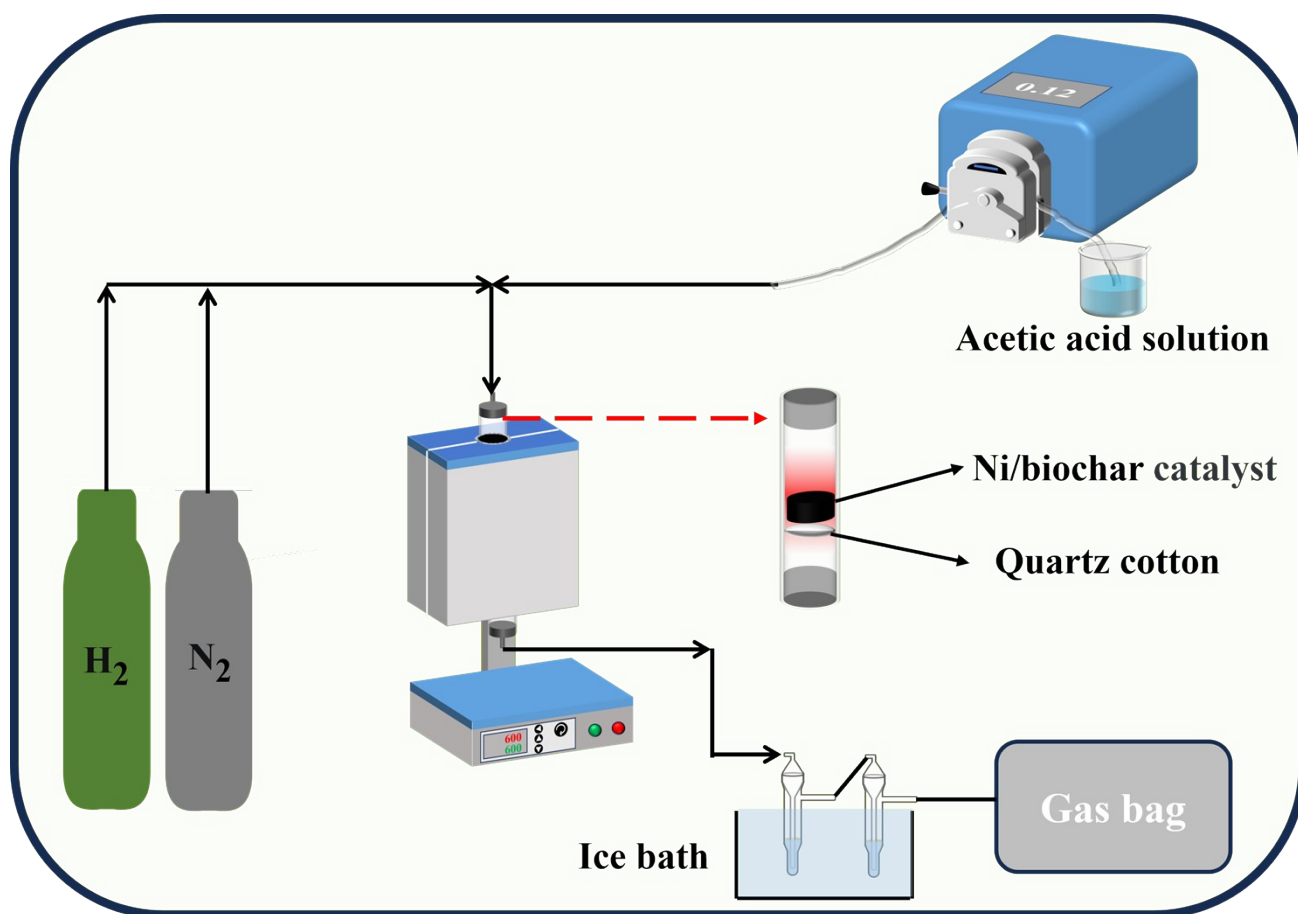 0.12
Acetic acid solution
Ni/biochar catalyst
Quartz cotton
H2
N2
600
600
Ice bath
Gas bag